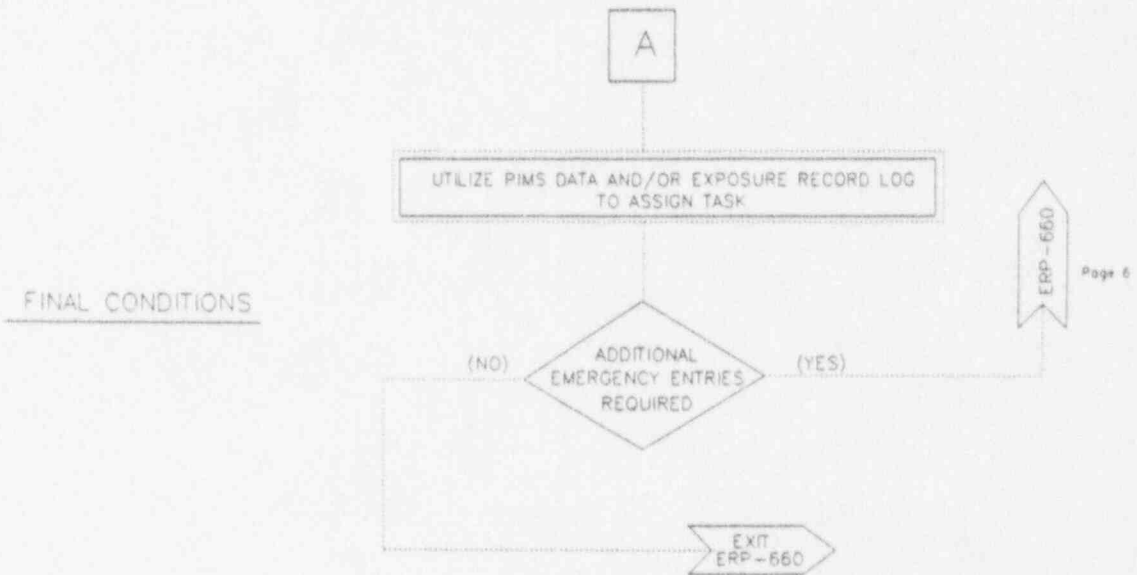 A
UTILIZE PIMS DATA AND/OR EXPOSURE RECORD LOG
TO ASSIGN TASK
ERP-660
Page 6
FINAL CONDITIONS
(NO)
ADDITIONAL
EMERGENCY ENTRIES
REQUIRED
(YES)
EXIT
ERP-660